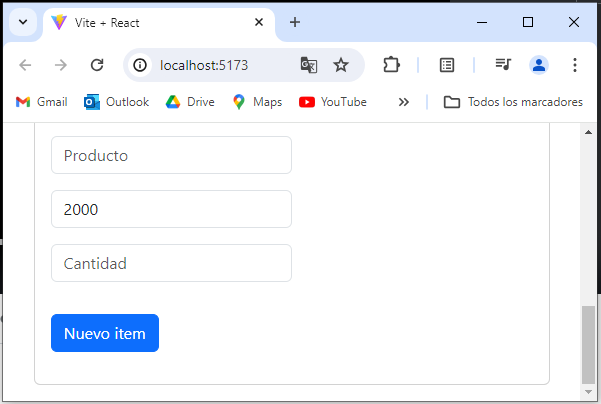 Vite + React
localhost:5173
Gmail Outlook Drive Maps YouTube Todos los marcadores
Producto
2000
Cantidad
Nuevo item